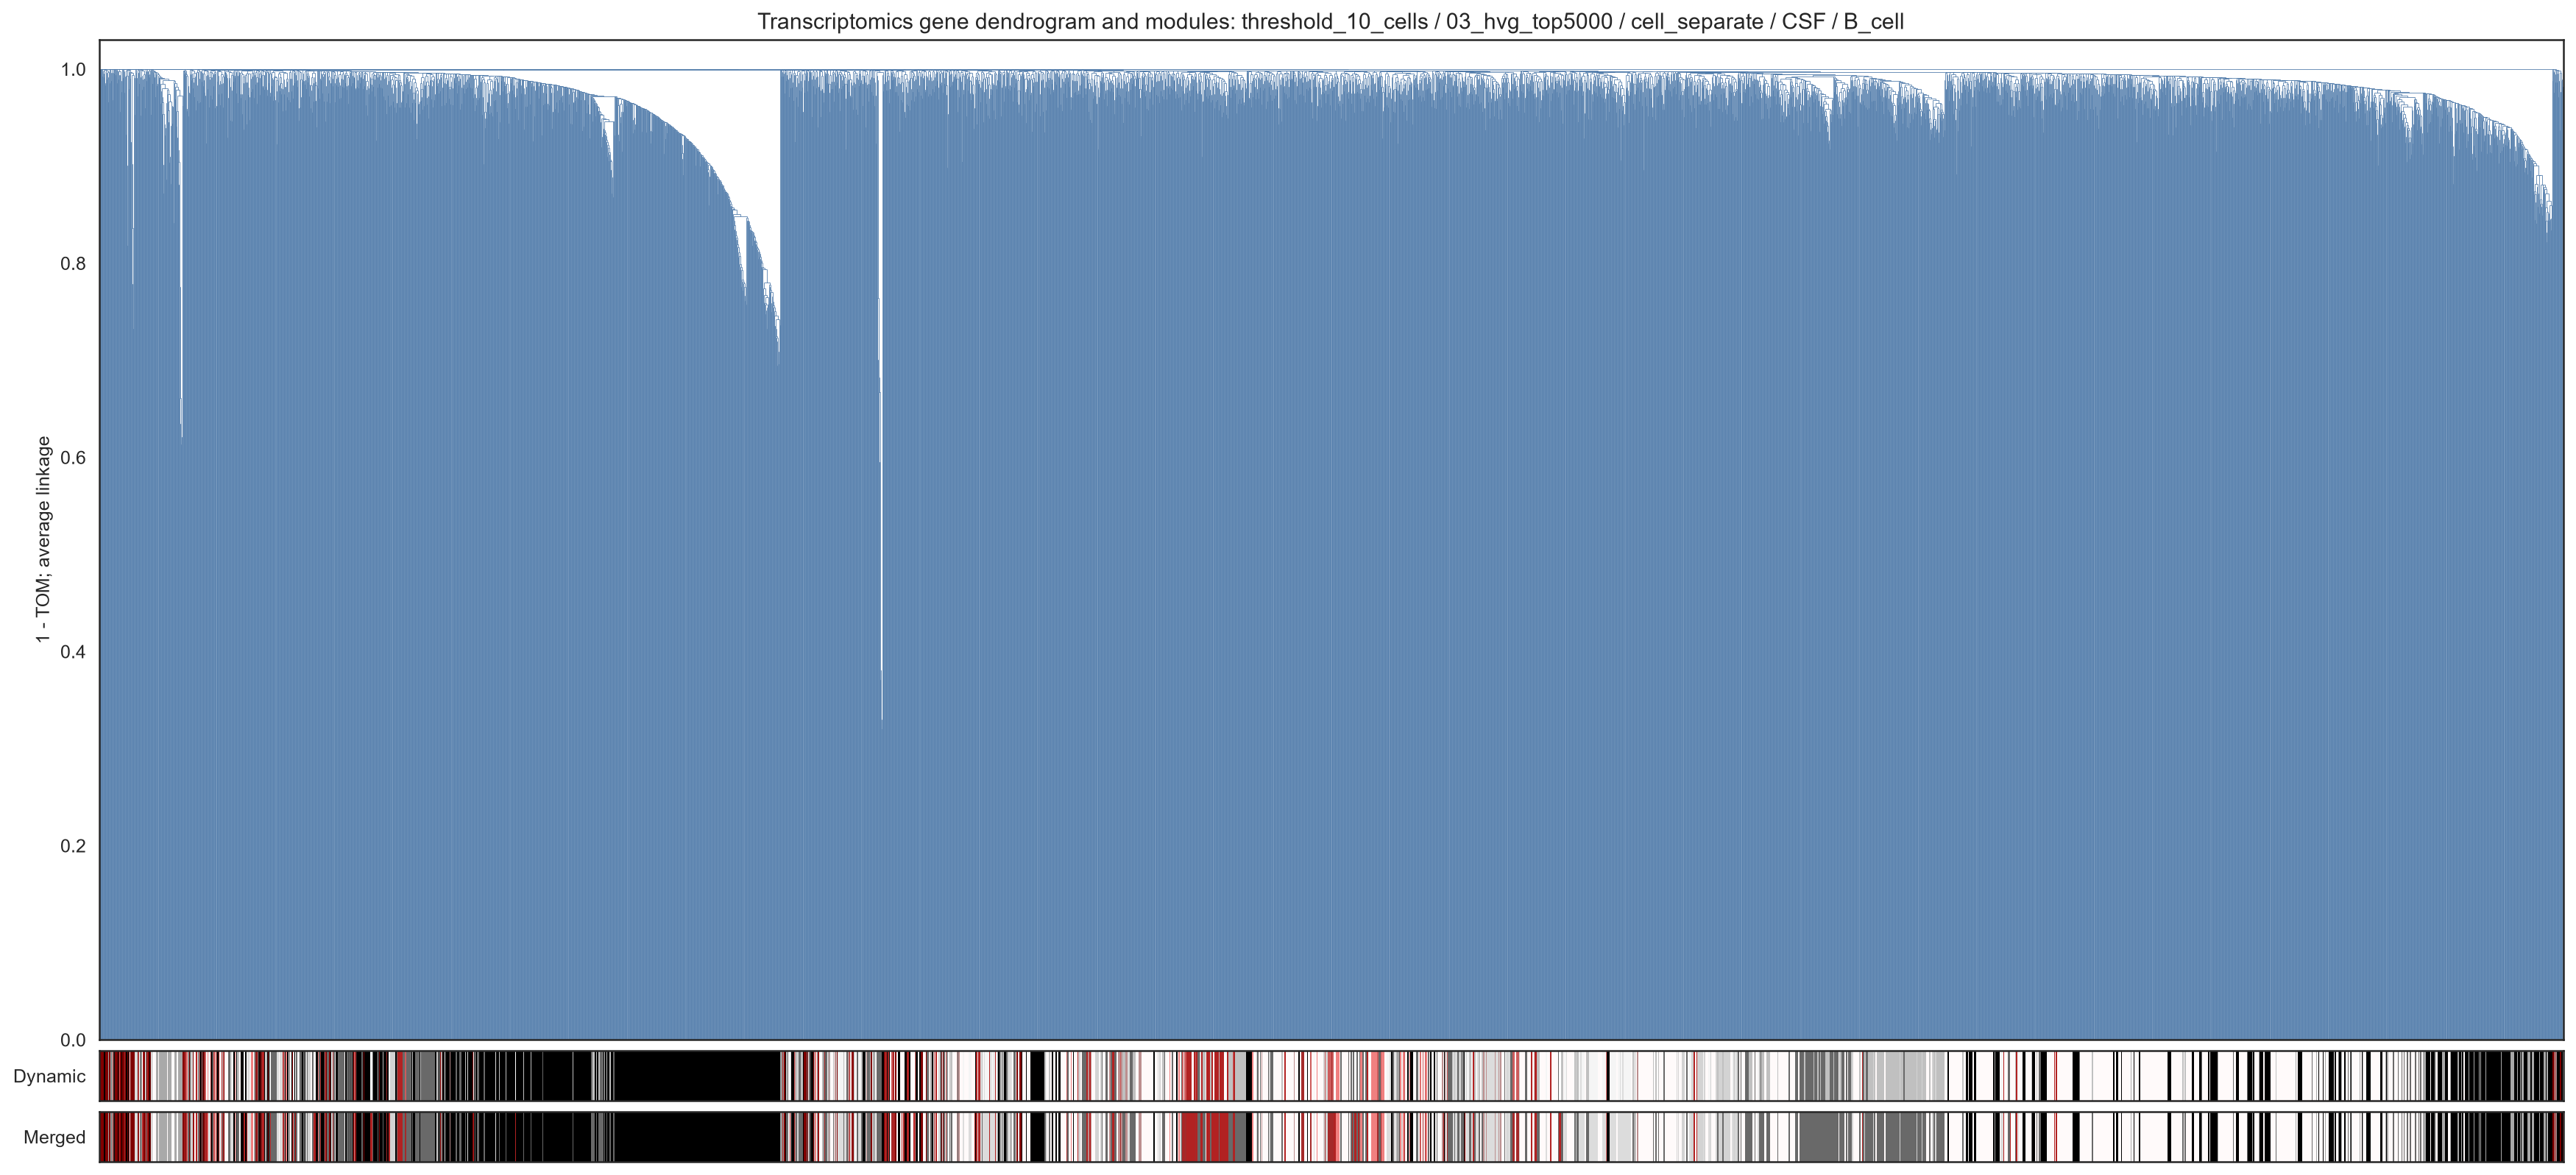 Transcriptomics gene dendrogram and modules: threshold_10_cells / 03_hvg_top5000 / cell_separate / CSF / B_cell
1.0
0.8
0.6
0.4
0.2
0.0
1 - TOM; average linkage
Dynamic
Merged